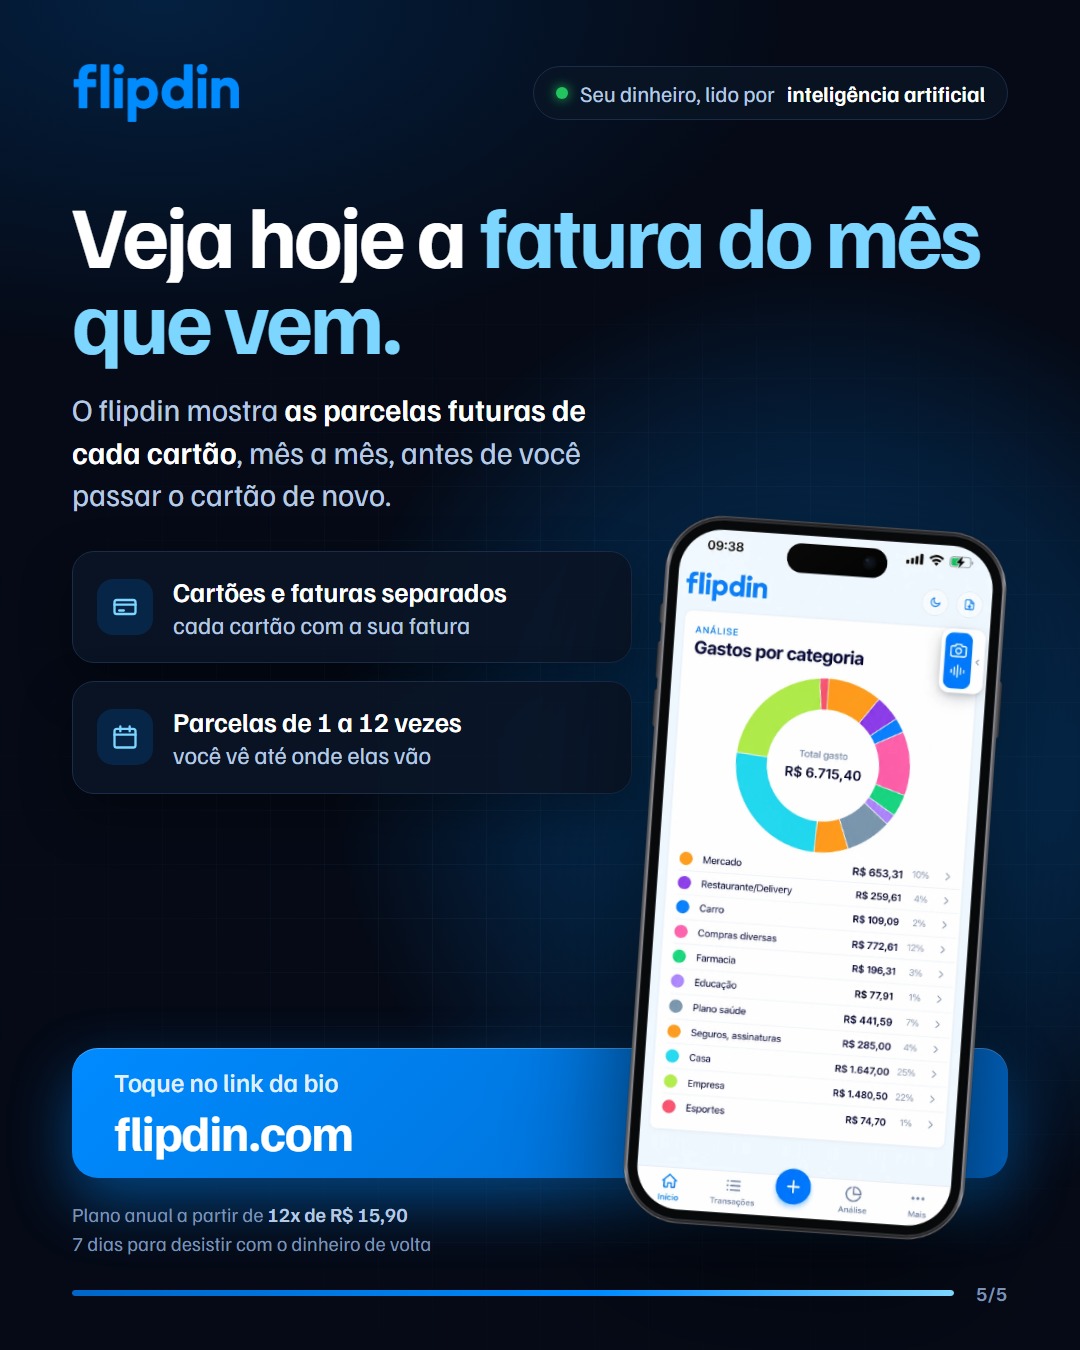 flipdin
Seu dinheiro, lido por inteligência artificial
Veja hoje a fatura do mês
que vem.
O flipdin mostra as parcelas futuras de
cada cartão, mês a mês, antes de você
passar o cartão de novo.
Cartões e faturas separados
cada cartão com a sua fatura
Parcelas de 1 a 12 vezes
você vê até onde elas vão
09:38
flipdin
ANÁLISE
Gastos por categoria
Total gasto
R$ 6.715,40
Mercado R$ 653,31 10%
Restaurante/Delivery R$ 259,61 4%
Carro R$ 109,09 2%
Compras diversas R$ 772,61 12%
Farmacia R$ 196,31 3%
Educação R$ 77,91 1%
Plano saúde R$ 441,59 7%
Seguros, assinaturas R$ 285,00 4%
Casa R$ 1.647,00 25%
Empresa R$ 1.480,50 22%
Esportes R$ 74,70 1%
Início Transações Análise Mais
Toque no link da bio
flipdin.com
Plano anual a partir de 12x de R$ 15,90
7 dias para desistir com o dinheiro de volta
5/5